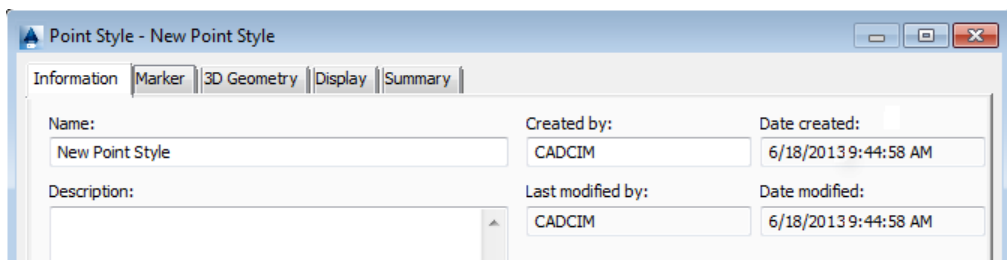 Point Style - New Point Style
Information Marker 3D Geometry Display Summary
Name: Created by: Date created:
New Point Style CADCIM 6/18/2013 9:44:58 AM
Description: Last modified by: Date modified:
CADCIM 6/18/2013 9:44:58 AM